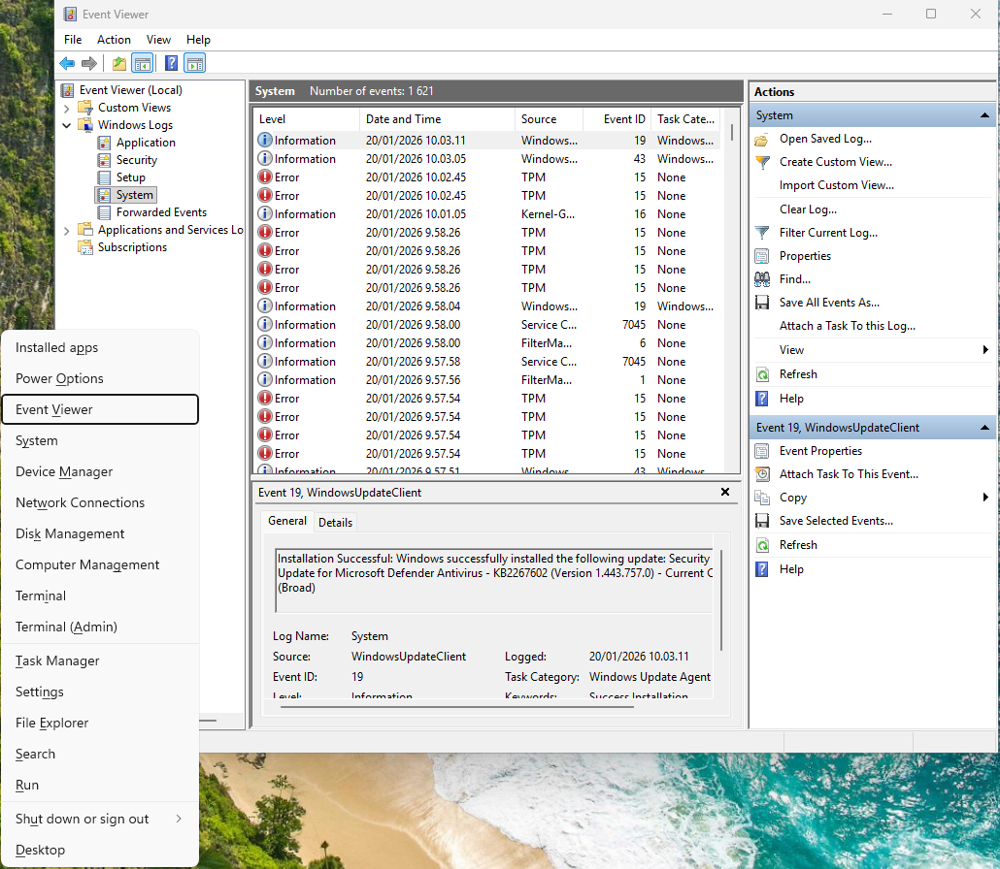 Event Viewer
File Action View Help
Event Viewer (Local)
Custom Views
Windows Logs
Application
Security
Setup
System
Forwarded Events
Applications and Services Lo
Subscriptions
System Number of events: 1 621
Level Date and Time Source Event ID Task Cate...
Information 20/01/2026 10.03.11 Windows... 19 Windows...
Information 20/01/2026 10.03.05 Windows... 43 Windows...
Error 20/01/2026 10.02.45 TPM 15 None
Error 20/01/2026 10.02.45 TPM 15 None
Information 20/01/2026 10.01.05 Kernel-G... 16 None
Error 20/01/2026 9.58.26 TPM 15 None
Error 20/01/2026 9.58.26 TPM 15 None
Error 20/01/2026 9.58.26 TPM 15 None
Error 20/01/2026 9.58.26 TPM 15 None
Information 20/01/2026 9.58.04 Windows... 19 Windows...
Information 20/01/2026 9.58.00 Service C... 7045 None
Information 20/01/2026 9.58.00 FilterMa... 6 None
Information 20/01/2026 9.57.58 Service C... 7045 None
Information 20/01/2026 9.57.56 FilterMa... 1 None
Error 20/01/2026 9.57.54 TPM 15 None
Error 20/01/2026 9.57.54 TPM 15 None
Error 20/01/2026 9.57.54 TPM 15 None
Error 20/01/2026 9.57.54 TPM 15 None
Information 20/01/2026 9.57.51 Windows... 43 Windows...
Event 19, WindowsUpdateClient
General Details
Installation Successful: Windows successfully installed the following update: Security
Update for Microsoft Defender Antivirus - KB2267602 (Version 1.443.757.0) - Current C
(Broad)
Log Name: System
Source: WindowsUpdateClient Logged: 20/01/2026 10.03.11
Event ID: 19 Task Category: Windows Update Agent
Level: Information Keywords: Success,Installation
Actions
System
Open Saved Log...
Create Custom View...
Import Custom View...
Clear Log...
Filter Current Log...
Properties
Find...
Save All Events As...
Attach a Task To this Log...
View
Refresh
Help
Event 19, WindowsUpdateClient
Event Properties
Attach Task To This Event...
Copy
Save Selected Events...
Refresh
Help
Installed apps
Power Options
Event Viewer
System
Device Manager
Network Connections
Disk Management
Computer Management
Terminal
Terminal (Admin)
Task Manager
Settings
File Explorer
Search
Run
Shut down or sign out
Desktop